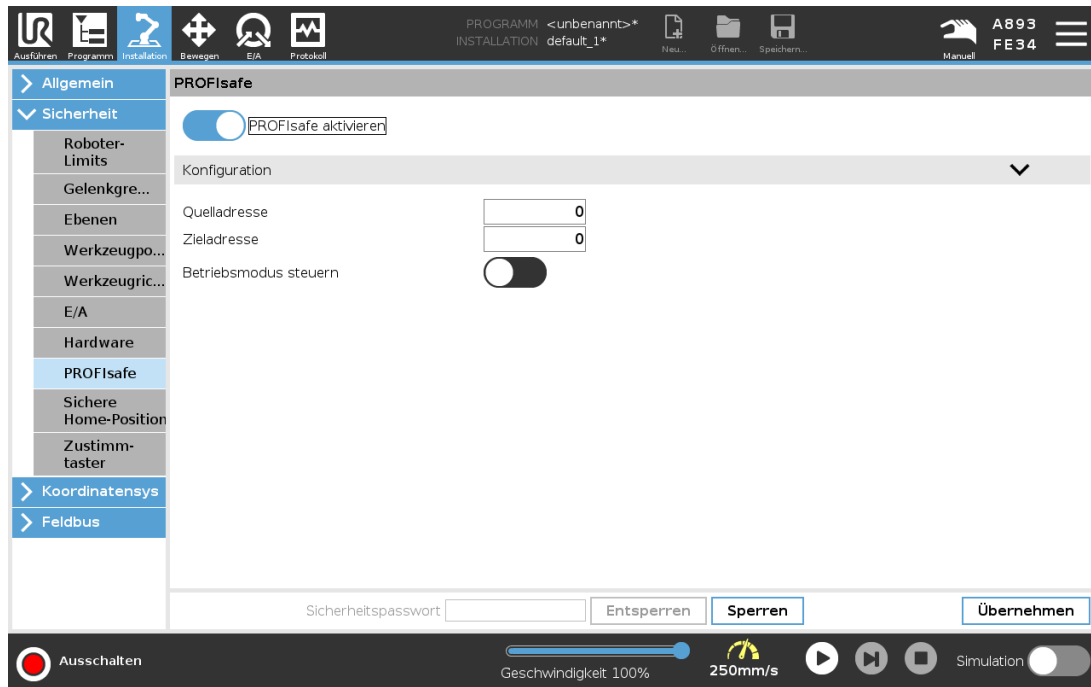 UR
PROGRAMM <unbenannt>*
INSTALLATION default_1*
A893
FE34
Ausführen Programm Installation Bewegen E/A Protokoll Neu... Öffnen... Speichern... Manuell
Allgemein
PROFIsafe
Sicherheit
PROFIsafe aktivieren
Roboter-
Limits
Konfiguration
Gelenkgre...
Quelladresse 0
Ebenen
Zieladresse 0
Werkzeugpo...
Betriebsmodus steuern
Werkzeugric...
E/A
Hardware
PROFIsafe
Sichere
Home-Position
Zustimm-
taster
Koordinatensys
Feldbus
Sicherheitspasswort Entsperren Sperren Übernehmen
Ausschalten
Geschwindigkeit 100%
250mm/s
Simulation